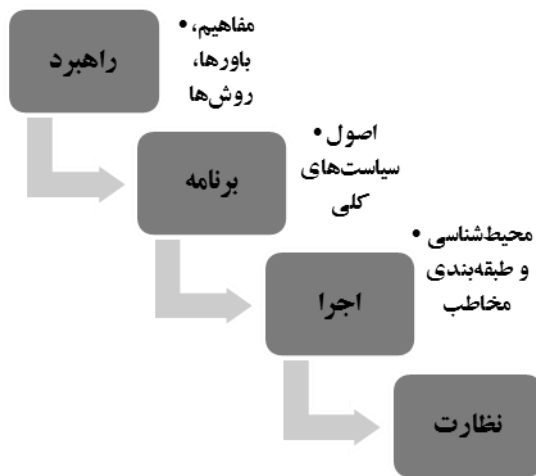 راهبرد
• مفاهیم،
باورها،
روش‌ها
برنامه
• اصول
سیاست‌های
کلی
اجرا
• محیط‌شناسی
و طبقه‌بندی
مخاطب
نظارت